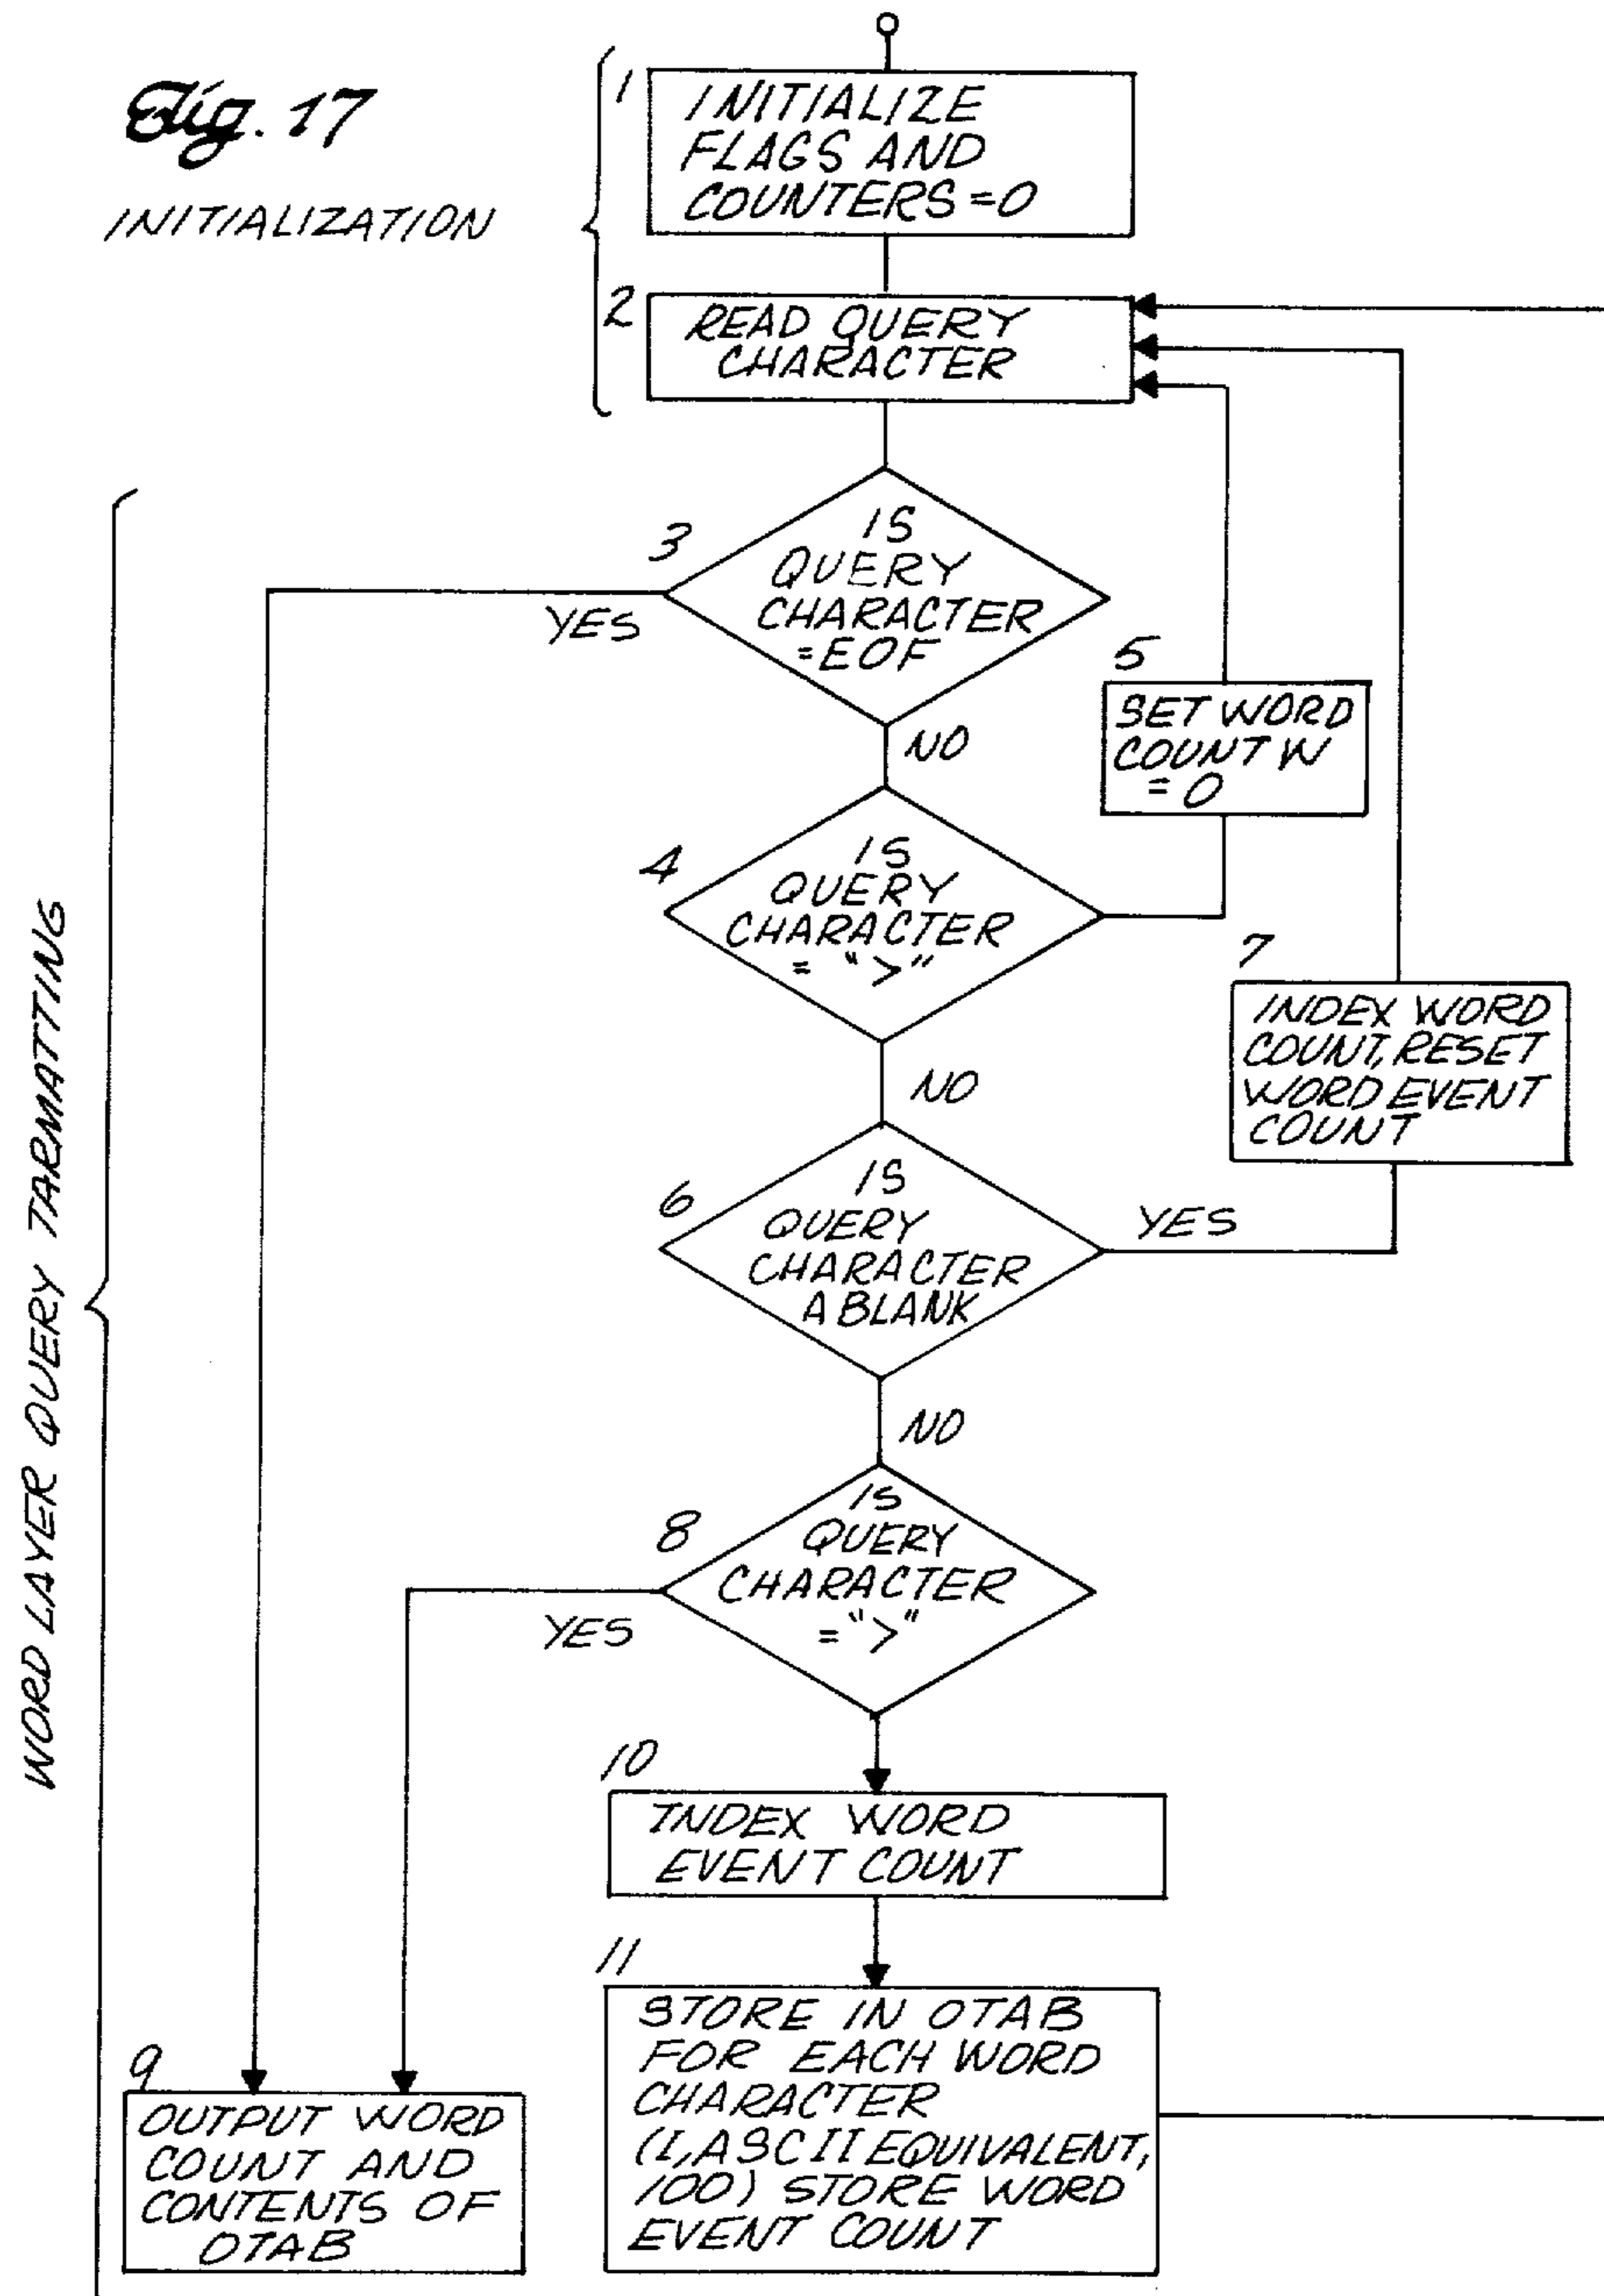 Fig. 17
INITIALIZATION
1
INITIALIZE
FLAGS AND
COUNTERS = 0
2
READ QUERY
CHARACTER
3
IS
QUERY
CHARACTER
= EOF
YES
NO
5
SET WORD
COUNT W
= 0
4
IS
QUERY
CHARACTER
= ">"
NO
7
INDEX WORD
COUNT, RESET
WORD EVENT
COUNT
6
IS
QUERY
CHARACTER
A BLANK
YES
NO
8
IS
QUERY
CHARACTER
= ">"
YES
10
INDEX WORD
EVENT COUNT
11
STORE IN OTAB
FOR EACH WORD
CHARACTER
(I, ASCII EQUIVALENT,
100) STORE WORD
EVENT COUNT
9
OUTPUT WORD
COUNT AND
CONTENTS OF
OTAB
WORD LAYER QUERY TARMATTING